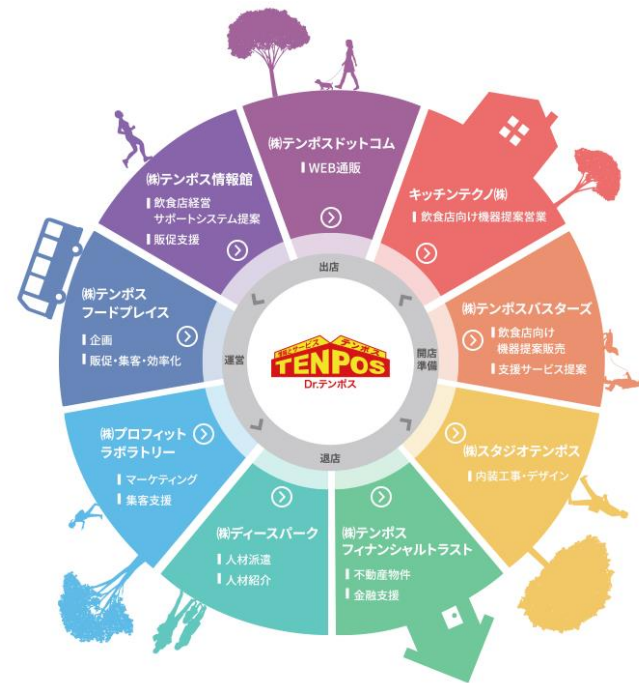 ㈱テンポスドットコム
WEB通販
キッチンテクノ㈱
飲食店向け機器提案営業
㈱テンポスバスターズ
飲食店向け
機器提案販売
支援サービス提案
㈱スタジオテンポス
内装工事・デザイン
㈱テンポス
フィナンシャルトラスト
不動産物件
金融支援
㈱ディースパーク
人材派遣
人材紹介
㈱プロフィット
ラボラトリー
マーケティング
集客支援
㈱テンポス
フードプレイス
企画
販促・集客・効率化
㈱テンポス情報館
飲食店経営
サポートシステム提案
販促支援
出店
開店
準備
退店
運営
テンポス
TENPOS
Dr.テンポス